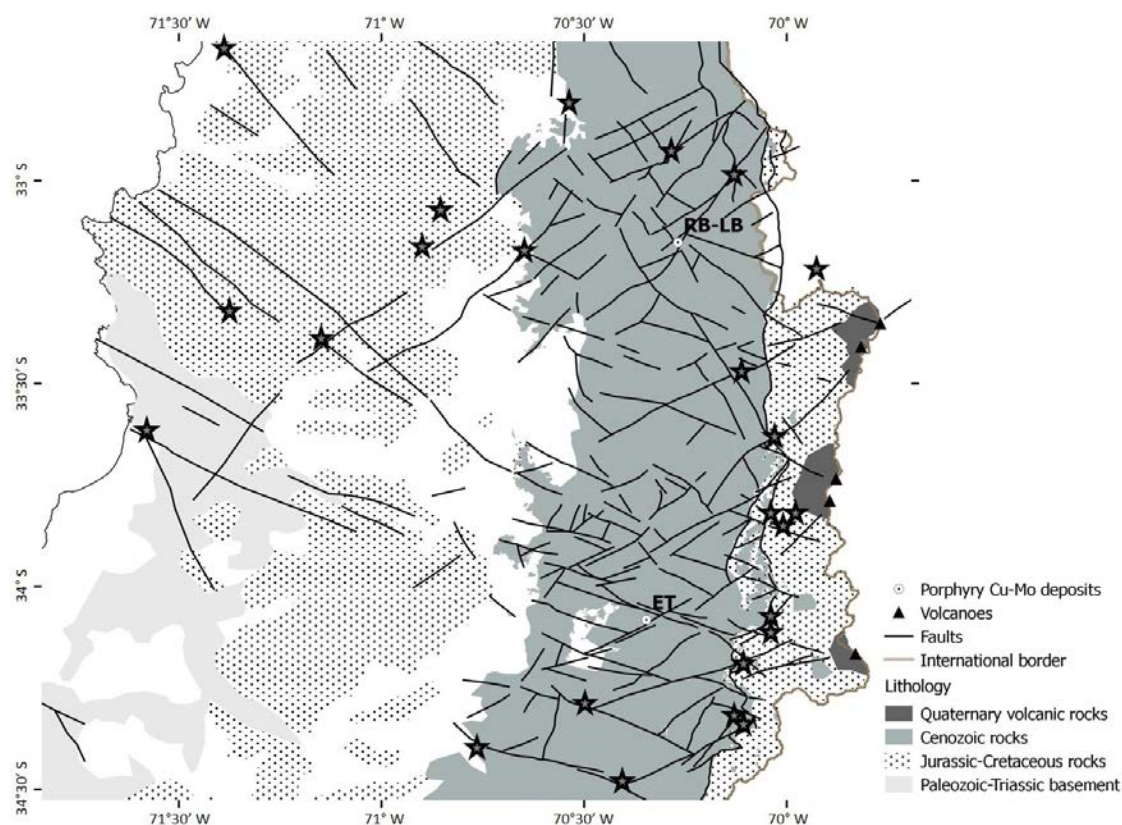 71°30' W 71° W 70°30' W 70° W
33° S
33°30' S
34° S
34°30' S
RB-LB
ET
Porphyry Cu-Mo deposits
Volcanoes
Faults
International border
Lithology
Quaternary volcanic rocks
Cenozoic rocks
Jurassic-Cretaceous rocks
Paleozoic-Triassic basement
71°30' W 71° W 70°30' W 70° W